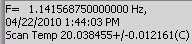 F=  1.141568750000000 Hz,
04/22/2010 1:44:03 PM
Scan Temp 20.038455+/-0.012161(C)